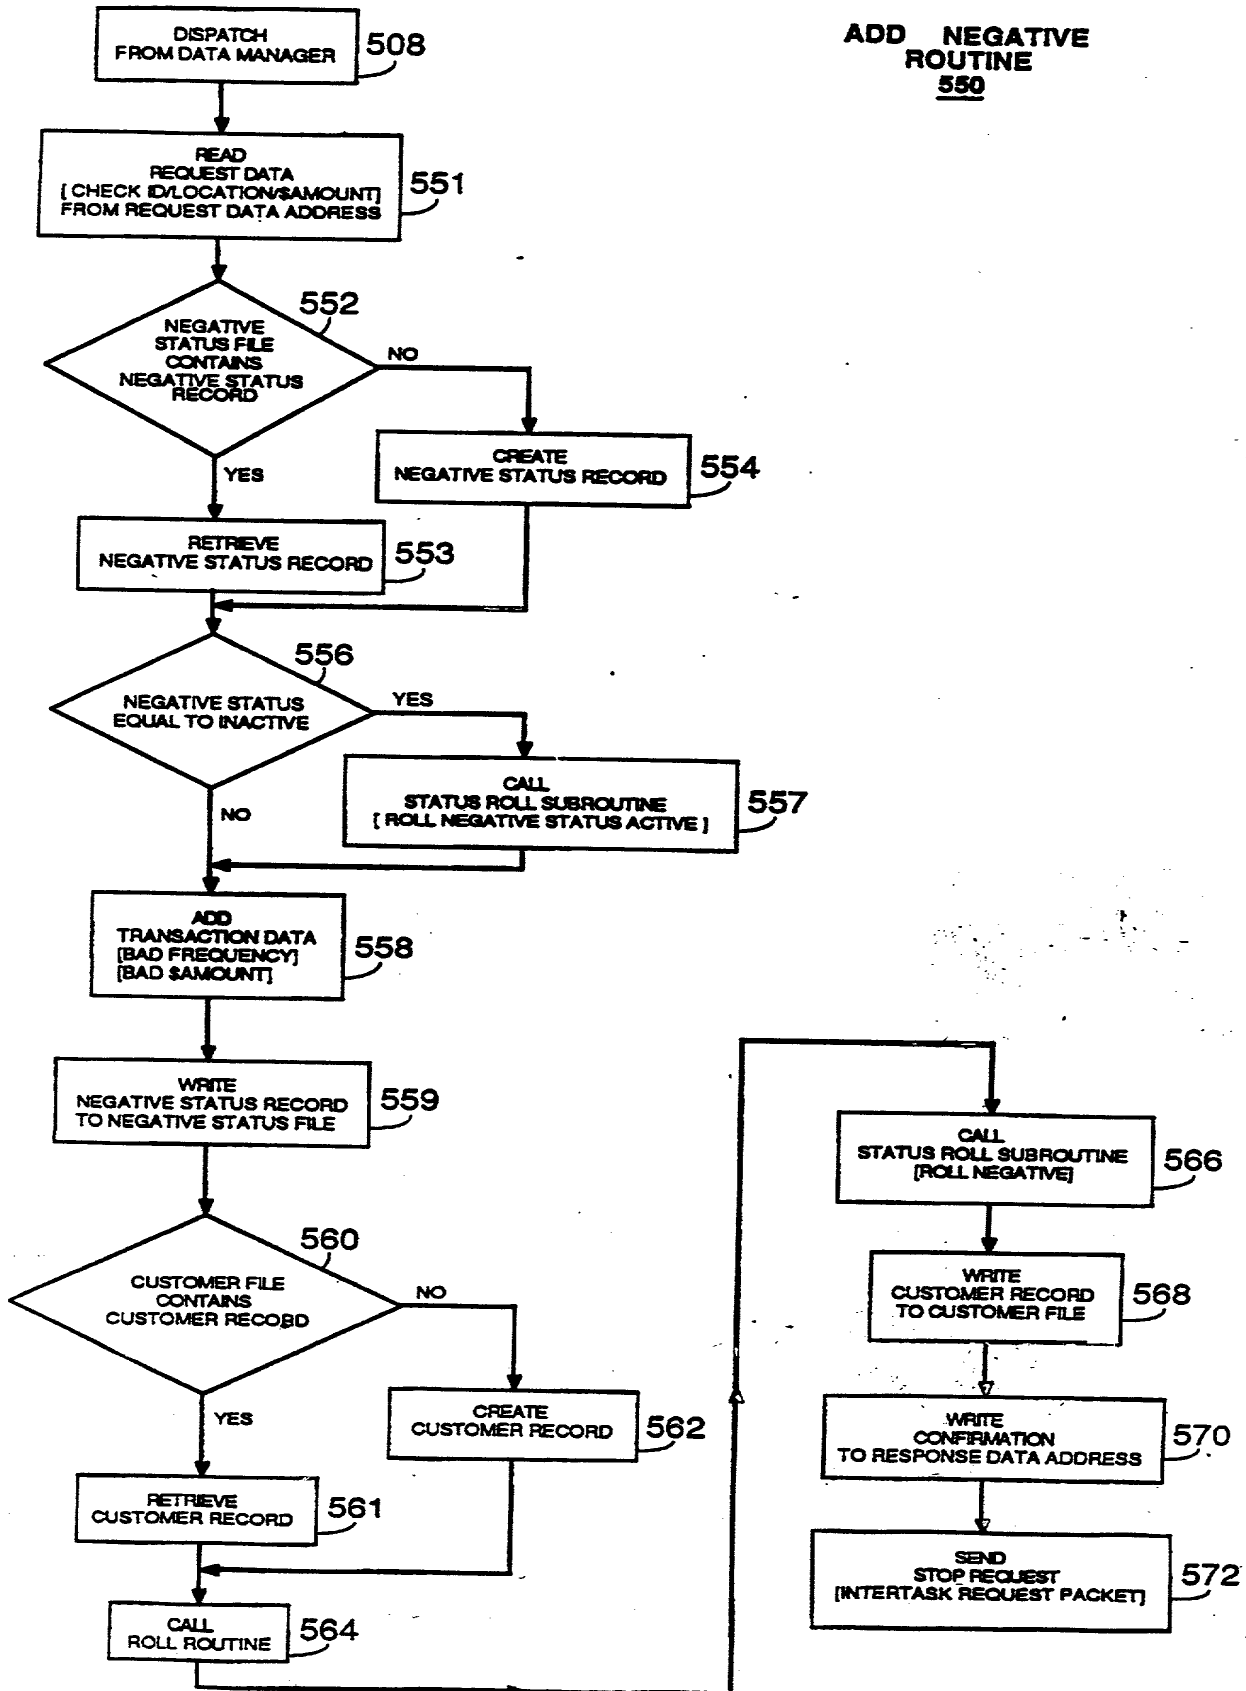 ADD NEGATIVE
ROUTINE
550
DISPATCH
FROM DATA MANAGER
508
READ
REQUEST DATA
[ CHECK ID/LOCATION/$AMOUNT]
FROM REQUEST DATA ADDRESS
551
552
NEGATIVE
STATUS FILE
CONTAINS
NEGATIVE STATUS
RECORD
NO
YES
CREATE
NEGATIVE STATUS RECORD
554
RETRIEVE
NEGATIVE STATUS RECORD
553
556
NEGATIVE STATUS
EQUAL TO INACTIVE
YES
NO
CALL
STATUS ROLL SUBROUTINE
[ ROLL NEGATIVE STATUS ACTIVE ]
557
ADD
TRANSACTION DATA
[BAD FREQUENCY]
[BAD $AMOUNT]
558
WRITE
NEGATIVE STATUS RECORD
TO NEGATIVE STATUS FILE
559
560
CUSTOMER FILE
CONTAINS
CUSTOMER RECORD
NO
YES
CREATE
CUSTOMER RECORD
562
RETRIEVE
CUSTOMER RECORD
561
CALL
ROLL ROUTINE
564
CALL
STATUS ROLL SUBROUTINE
[ROLL NEGATIVE]
566
WRITE
CUSTOMER RECORD
TO CUSTOMER FILE
568
WRITE
CONFIRMATION
TO RESPONSE DATA ADDRESS
570
SEND
STOP REQUEST
[INTERTASK REQUEST PACKET]
572